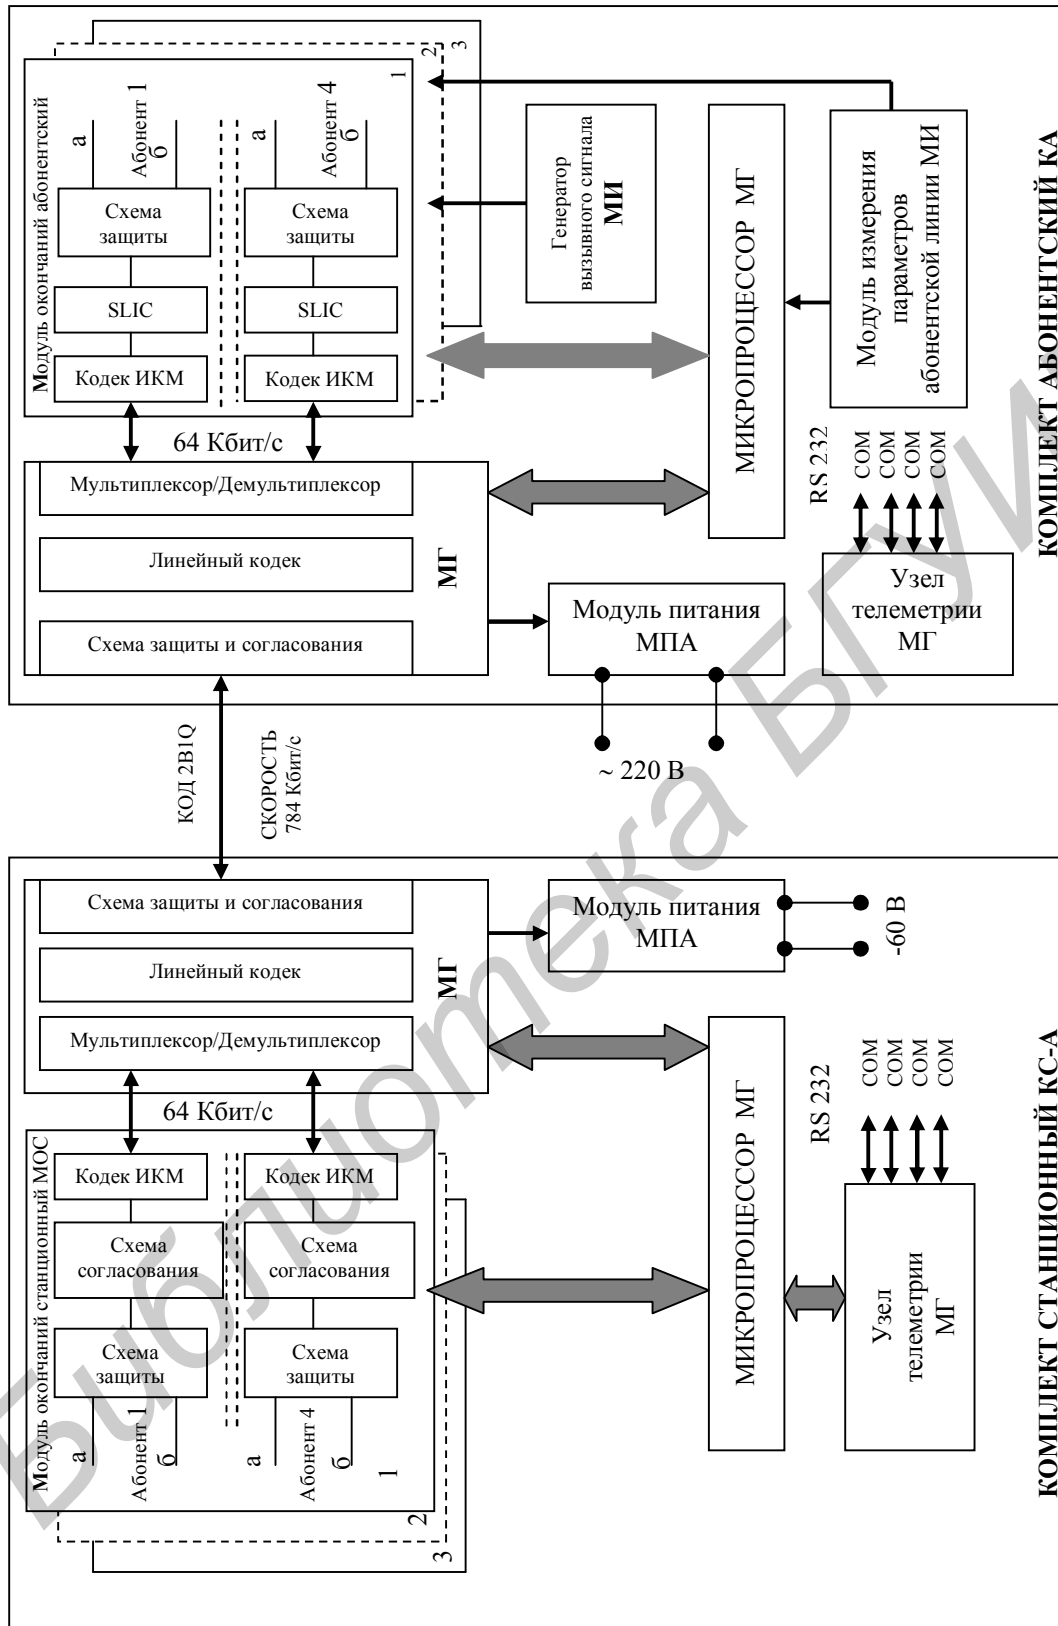 Модуль окончаний абонентский
1
2
3
а
Абонент 1
б
Схема
защиты
SLIC
Кодек ИКМ
а
Абонент 4
б
Схема
защиты
SLIC
Кодек ИКМ
64 Кбит/с
Генератор
вызывного сигнала
МИ
МИКРОПРОЦЕССОР МГ
Модуль измерения
параметров
абонентской линии МИ
Мультиплексор/Демультиплексор
Линейный кодек
Схема защиты и согласования
МГ
Модуль питания
МПА
~ 220 В
RS 232
COM
COM
COM
COM
Узел
телеметрии
МГ
КОМПЛЕКТ АБОНЕНТСКИЙ КА
КОД 2B1Q
СКОРОСТЬ
784 Кбит/с
Схема защиты и согласования
Линейный кодек
Мультиплексор/Демультиплексор
МГ
Модуль питания
МПА
-60 В
64 Кбит/с
Модуль окончаний станционный МОС
Кодек ИКМ
Схема
согласования
Схема
защиты
а
Абонент 1
б
Кодек ИКМ
Схема
согласования
Схема
защиты
а
Абонент 4
б
1
2
3
МИКРОПРОЦЕССОР МГ
RS 232
COM
COM
COM
COM
Узел
телеметрии
МГ
КОМПЛЕКТ СТАНЦИОННЫЙ КС-А
Библиотека БГУИ